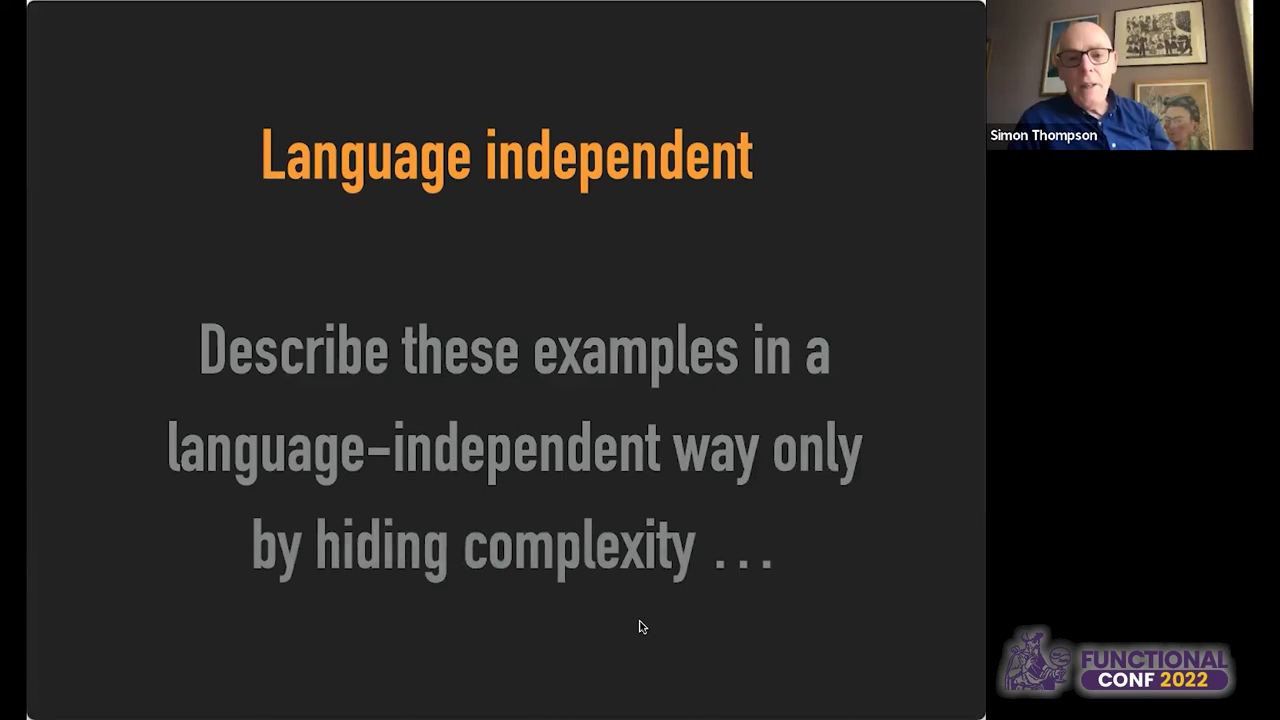 Language independent
Describe these examples in a
language-independent way only
by hiding complexity ...
Simon Thompson
FUNCTIONAL
CONF 2022